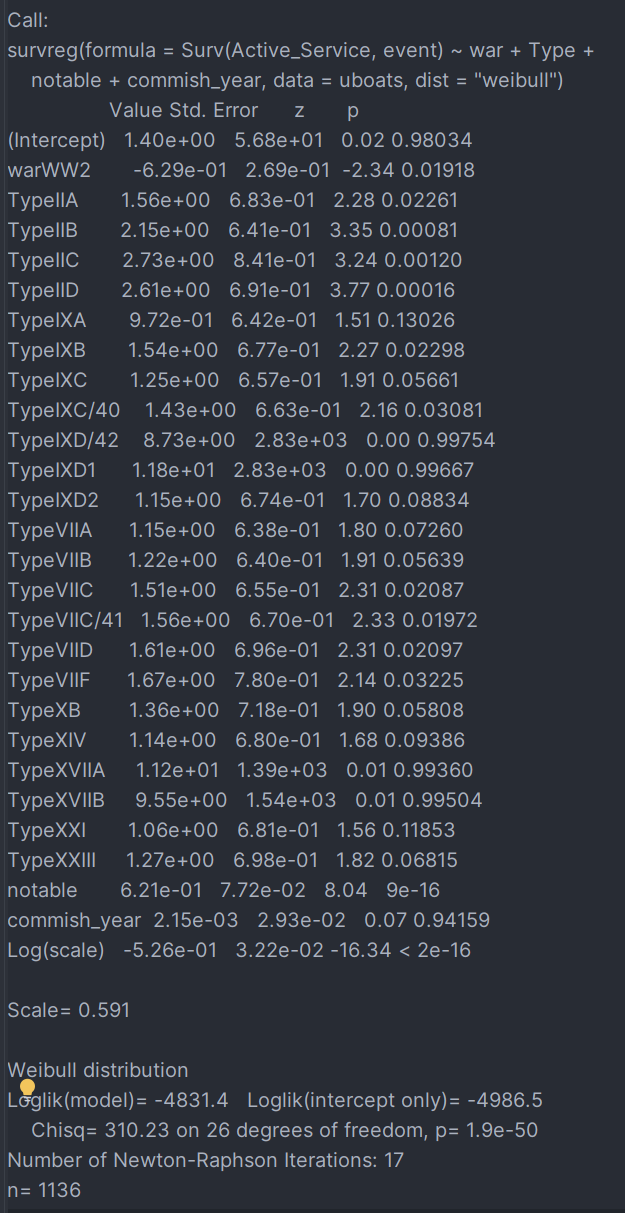 Call:
survreg(formula = Surv(Active_Service, event) ~ war + Type +
notable + commish_year, data = uboats, dist = "weibull")
Value Std. Error z p
(Intercept) 1.40e+00 5.68e+01 0.02 0.98034
warWW2 -6.29e-01 2.69e-01 -2.34 0.01918
TypeIIA 1.56e+00 6.83e-01 2.28 0.02261
TypeIIB 2.15e+00 6.41e-01 3.35 0.00081
TypeIIC 2.73e+00 8.41e-01 3.24 0.00120
TypeIID 2.61e+00 6.91e-01 3.77 0.00016
TypeIXA 9.72e-01 6.42e-01 1.51 0.13026
TypeIXB 1.54e+00 6.77e-01 2.27 0.02298
TypeIXC 1.25e+00 6.57e-01 1.91 0.05661
TypeIXC/40 1.43e+00 6.63e-01 2.16 0.03081
TypeIXD/42 8.73e+00 2.83e+03 0.00 0.99754
TypeIXD1 1.18e+01 2.83e+03 0.00 0.99667
TypeIXD2 1.15e+00 6.74e-01 1.70 0.08834
TypeVIIA 1.15e+00 6.38e-01 1.80 0.07260
TypeVIIB 1.22e+00 6.40e-01 1.91 0.05639
TypeVIIC 1.51e+00 6.55e-01 2.31 0.02087
TypeVIIC/41 1.56e+00 6.70e-01 2.33 0.01972
TypeVIID 1.61e+00 6.96e-01 2.31 0.02097
TypeVIIF 1.67e+00 7.80e-01 2.14 0.03225
TypeXB 1.36e+00 7.18e-01 1.90 0.05808
TypeXIV 1.14e+00 6.80e-01 1.68 0.09386
TypeXVIIA 1.12e+01 1.39e+03 0.01 0.99360
TypeXVIIB 9.55e+00 1.54e+03 0.01 0.99504
TypeXXI 1.06e+00 6.81e-01 1.56 0.11853
TypeXXIII 1.27e+00 6.98e-01 1.82 0.06815
notable 6.21e-01 7.72e-02 8.04 9e-16
commish_year 2.15e-03 2.93e-02 0.07 0.94159
Log(scale) -5.26e-01 3.22e-02 -16.34 < 2e-16
Scale= 0.591
Weibull distribution
Loglik(model)= -4831.4 Loglik(intercept only)= -4986.5
Chisq= 310.23 on 26 degrees of freedom, p= 1.9e-50
Number of Newton-Raphson Iterations: 17
n= 1136